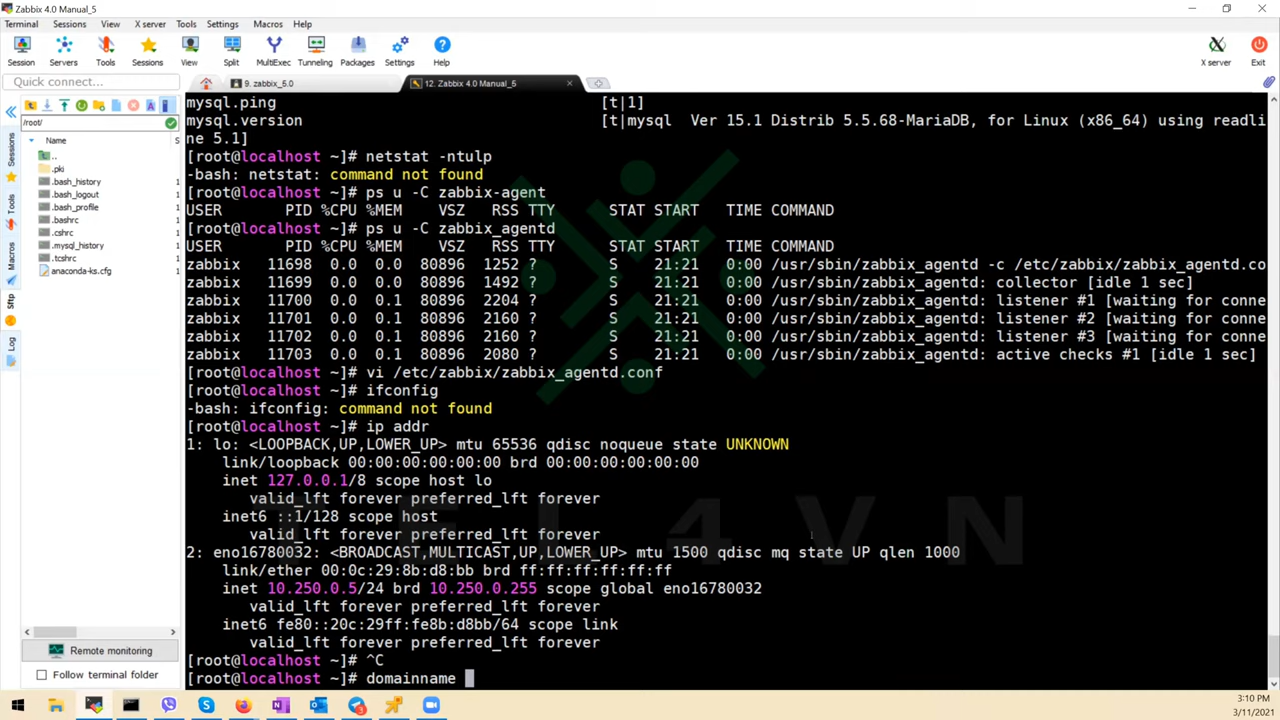 Zabbix 4.0 Manual_5
Terminal Sessions View X server Tools Settings Macros Help
Session Servers Tools Sessions View Split MultiExec Tunneling Packages Settings Help X server Exit
Quick connect...
9. zabbix_5.0
12. Zabbix 4.0 Manual_5
/root/
Name
..
.pki
.bash_history 1
.bash_logout 1
.bash_profile 1
.bashrc 1
.cshrc 1
.mysql_history 1
.tcshrc 1
anaconda-ks.cfg 1
Sessions
Tools
Macros
Sftp
Log
Remote monitoring
Follow terminal folder
mysql.ping [t|1]
mysql.version [t|mysql Ver 15.1 Distrib 5.5.68-MariaDB, for Linux (x86_64) using readli
ne 5.1]
[root@localhost ~]# netstat -ntulp
-bash: netstat: command not found
[root@localhost ~]# ps u -C zabbix-agent
USER PID %CPU %MEM VSZ RSS TTY STAT START TIME COMMAND
[root@localhost ~]# ps u -C zabbix_agentd
USER PID %CPU %MEM VSZ RSS TTY STAT START TIME COMMAND
zabbix 11698 0.0 0.0 80896 1252 ? S 21:21 0:00 /usr/sbin/zabbix_agentd -c /etc/zabbix/zabbix_agentd.co
zabbix 11699 0.0 0.0 80896 1492 ? S 21:21 0:00 /usr/sbin/zabbix_agentd: collector [idle 1 sec]
zabbix 11700 0.0 0.1 80896 2204 ? S 21:21 0:00 /usr/sbin/zabbix_agentd: listener #1 [waiting for conne
zabbix 11701 0.0 0.1 80896 2160 ? S 21:21 0:00 /usr/sbin/zabbix_agentd: listener #2 [waiting for conne
zabbix 11702 0.0 0.1 80896 2160 ? S 21:21 0:00 /usr/sbin/zabbix_agentd: listener #3 [waiting for conne
zabbix 11703 0.0 0.1 80896 2080 ? S 21:21 0:00 /usr/sbin/zabbix_agentd: active checks #1 [idle 1 sec]
[root@localhost ~]# vi /etc/zabbix/zabbix_agentd.conf
[root@localhost ~]# ifconfig
-bash: ifconfig: command not found
[root@localhost ~]# ip addr
1: lo: <LOOPBACK,UP,LOWER_UP> mtu 65536 qdisc noqueue state UNKNOWN
link/loopback 00:00:00:00:00:00 brd 00:00:00:00:00:00
inet 127.0.0.1/8 scope host lo
valid_lft forever preferred_lft forever
inet6 ::1/128 scope host
valid_lft forever preferred_lft forever
2: eno16780032: <BROADCAST,MULTICAST,UP,LOWER_UP> mtu 1500 qdisc mq state UP qlen 1000
link/ether 00:0c:29:8b:d8:bb brd ff:ff:ff:ff:ff:ff
inet 10.250.0.5/24 brd 10.250.0.255 scope global eno16780032
valid_lft forever preferred_lft forever
inet6 fe80::20c:29ff:fe8b:d8bb/64 scope link
valid_lft forever preferred_lft forever
[root@localhost ~]# ^C
[root@localhost ~]# domainname
TEL4VN
3:10 PM
3/11/2021